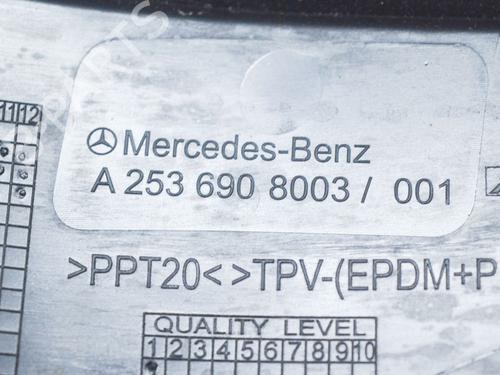 11 12
Mercedes-Benz
A 253 690 8003 / 001
>PPT20< >TPV-(EPDM+P
QUALITY LEVEL
1 2 3 4 5 6 7 8 9 10